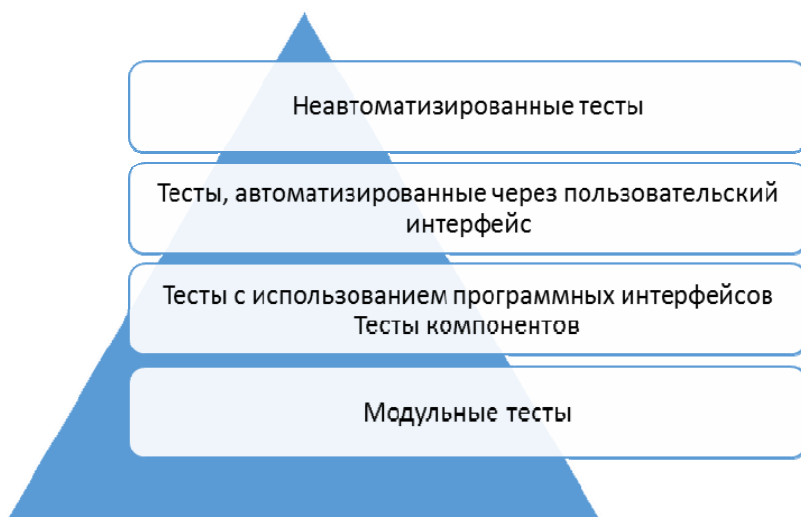 Неавтоматизированные тесты
Тесты, автоматизированные через пользовательский
интерфейс
Тесты с использованием программных интерфейсов
Тесты компонентов
Модульные тесты